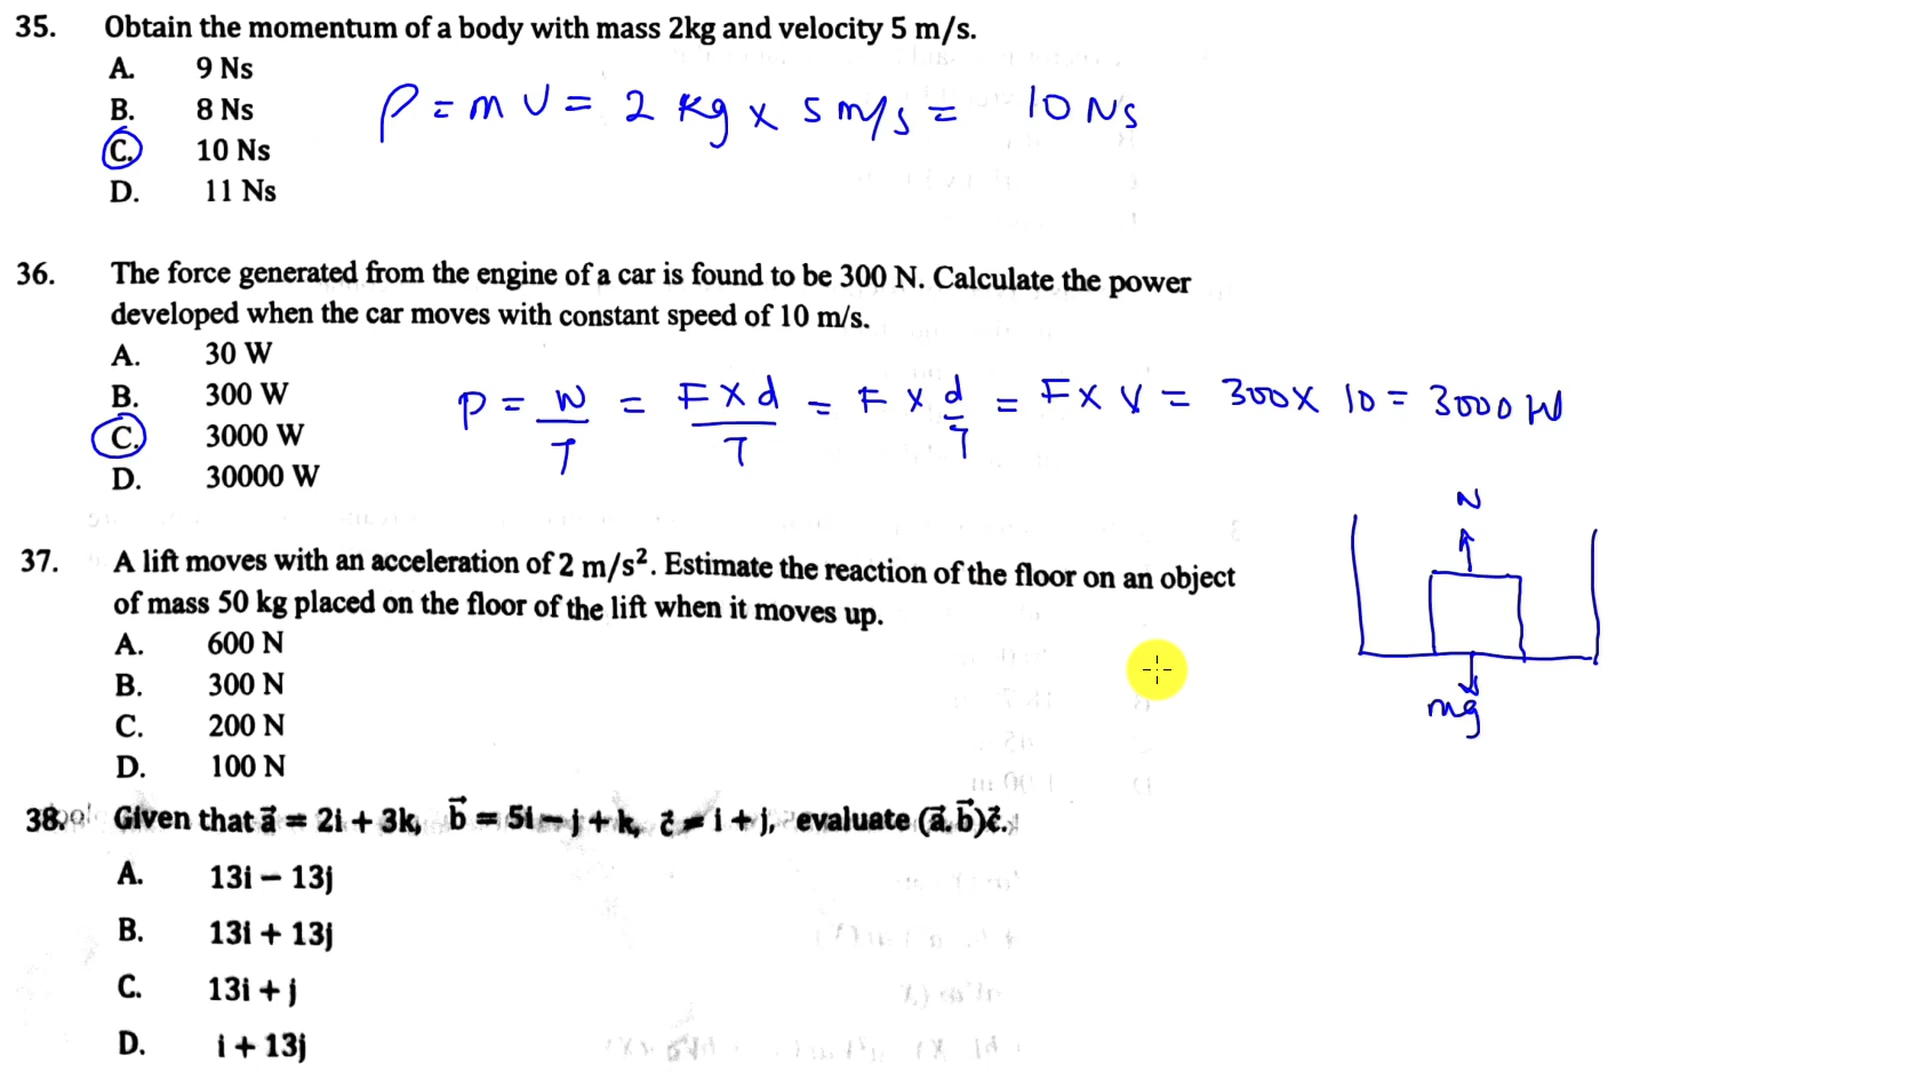 35. Obtain the momentum of a body with mass 2kg and velocity 5 m/s.
A. 9 Ns
B. 8 Ns
C. 10 Ns
D. 11 Ns
P = m V = 2 kg x 5 m/s = 10 Ns
36. The force generated from the engine of a car is found to be 300 N. Calculate the power
developed when the car moves with constant speed of 10 m/s.
A. 30 W
B. 300 W
C. 3000 W
D. 30000 W
P = W/T = F x d/T = F x d/T = F x V = 300 x 10 = 3000 W
N
mg
37. A lift moves with an acceleration of 2 m/s². Estimate the reaction of the floor on an object
of mass 50 kg placed on the floor of the lift when it moves up.
A. 600 N
B. 300 N
C. 200 N
D. 100 N
38. Given that a⃗ = 2i + 3k, b⃗ = 5i – j + k, c⃗ = i + j, evaluate (a⃗.b⃗)c⃗.
A. 13i – 13j
B. 13i + 13j
C. 13i + j
D. i + 13j